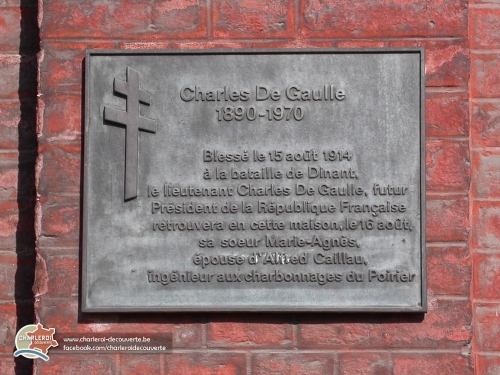 Charles De Gaulle
1890-1970
Blessé le 15 août 1914
à la bataille de Dinant,
le lieutenant Charles De Gaulle, futur
Président de la République Française
retrouvera en cette maison, le 16 août,
sa soeur Marie-Agnès,
épouse d'Alfred Caillau,
ingénieur aux charbonnages du Poirier
CHARLEROI
DECOUVERTE
www.charleroi-decouverte.be
facebook.com/charleroidecouverte